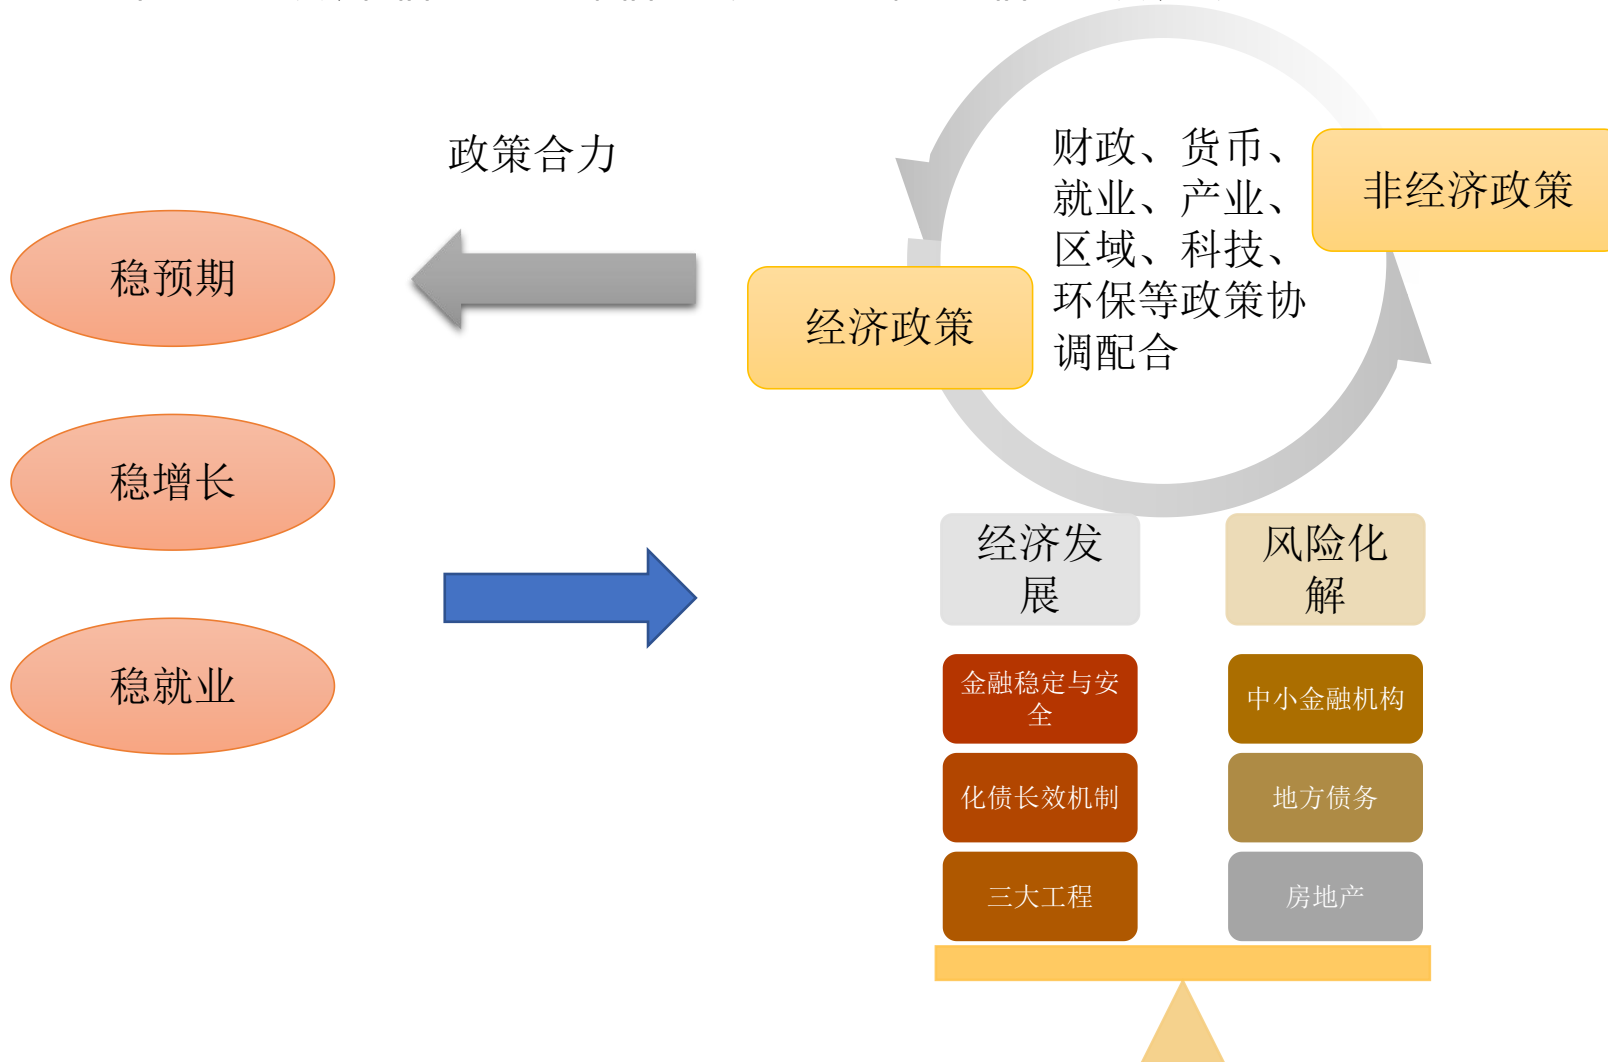 政策合力
稳预期
稳增长
稳就业
财政、货币、
就业、产业、
区域、科技、
环保等政策协
调配合
非经济政策
经济政策
经济发
展
风险化
解
金融稳定与安
全
中小金融机构
化债长效机制
地方债务
三大工程
房地产